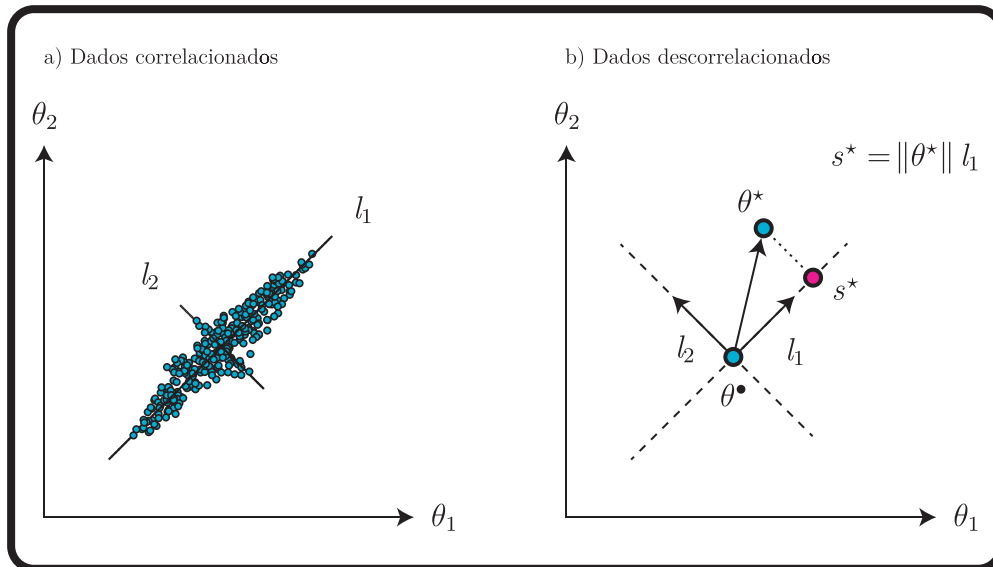 a) Dados correlacionados
θ₂
l₁
l₂
θ₁
b) Dados descorrelacionados
θ₂
s⋆ = ‖θ⋆‖ l₁
θ⋆
s⋆
l₂
l₁
θ•
θ₁